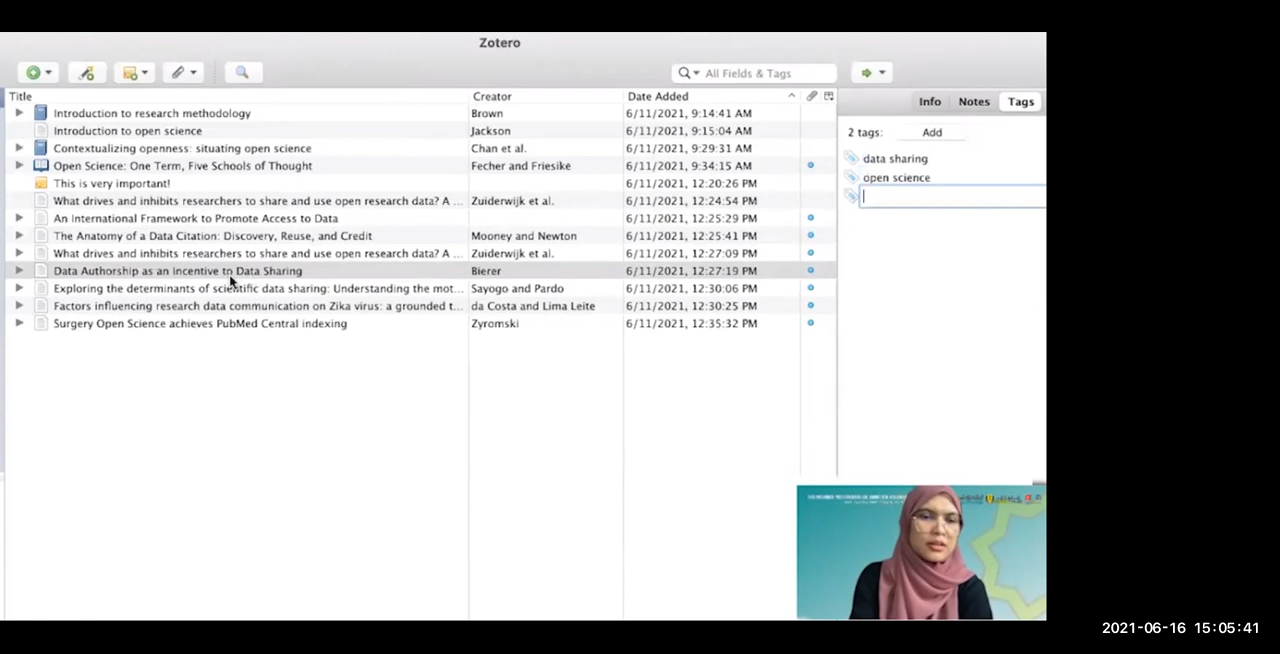 Zotero
All Fields & Tags
Title Creator Date Added
Info Notes Tags
Introduction to research methodology Brown 6/11/2021, 9:14:41 AM
Introduction to open science Jackson 6/11/2021, 9:15:04 AM
Contextualizing openness: situating open science Chan et al. 6/11/2021, 9:29:31 AM
Open Science: One Term, Five Schools of Thought Fecher and Friesike 6/11/2021, 9:34:15 AM
This is very important! 6/11/2021, 12:20:26 PM
What drives and inhibits researchers to share and use open research data? A ... Zuiderwijk et al. 6/11/2021, 12:24:54 PM
An International Framework to Promote Access to Data 6/11/2021, 12:25:29 PM
The Anatomy of a Data Citation: Discovery, Reuse, and Credit Mooney and Newton 6/11/2021, 12:25:41 PM
What drives and inhibits researchers to share and use open research data? A ... Zuiderwijk et al. 6/11/2021, 12:27:09 PM
Data Authorship as an Incentive to Data Sharing Bierer 6/11/2021, 12:27:19 PM
Exploring the determinants of scientific data sharing: Understanding the mot... Sayogo and Pardo 6/11/2021, 12:30:06 PM
Factors influencing research data communication on Zika virus: a grounded t... da Costa and Lima Leite 6/11/2021, 12:30:25 PM
Surgery Open Science achieves PubMed Central indexing Zyromski 6/11/2021, 12:35:32 PM
2 tags: Add
data sharing
open science
2021-06-16 15:05:41